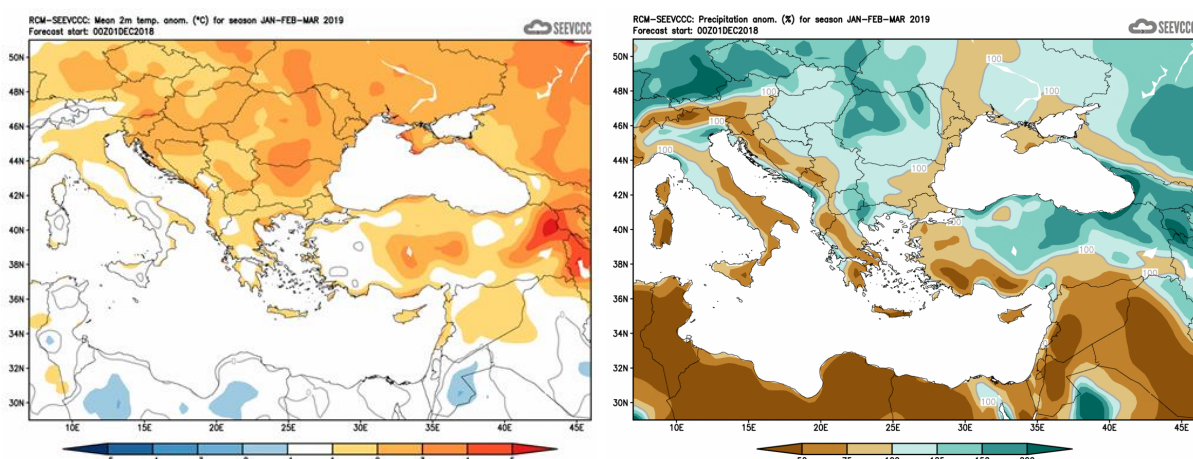 RCM-SEEVCCC: Mean 2m temp. anom. (°C) for season JAN-FEB-MAR 2019
Forecast start: 00Z01DEC2018
SEEVCCC
50N
48N
46N
44N
42N
40N
38N
36N
34N
32N
30N
10E 15E 20E 25E 30E 35E 40E 45E
RCM-SEEVCCC: Precipitation anom. (%) for season JAN-FEB-MAR 2019
Forecast start: 00Z01DEC2018
SEEVCCC
50N
48N
46N
44N
42N
40N
38N
36N
34N
32N
30N
100
100
100
100
100
100
100
100
100
100
10E 15E 20E 25E 30E 35E 40E 45E